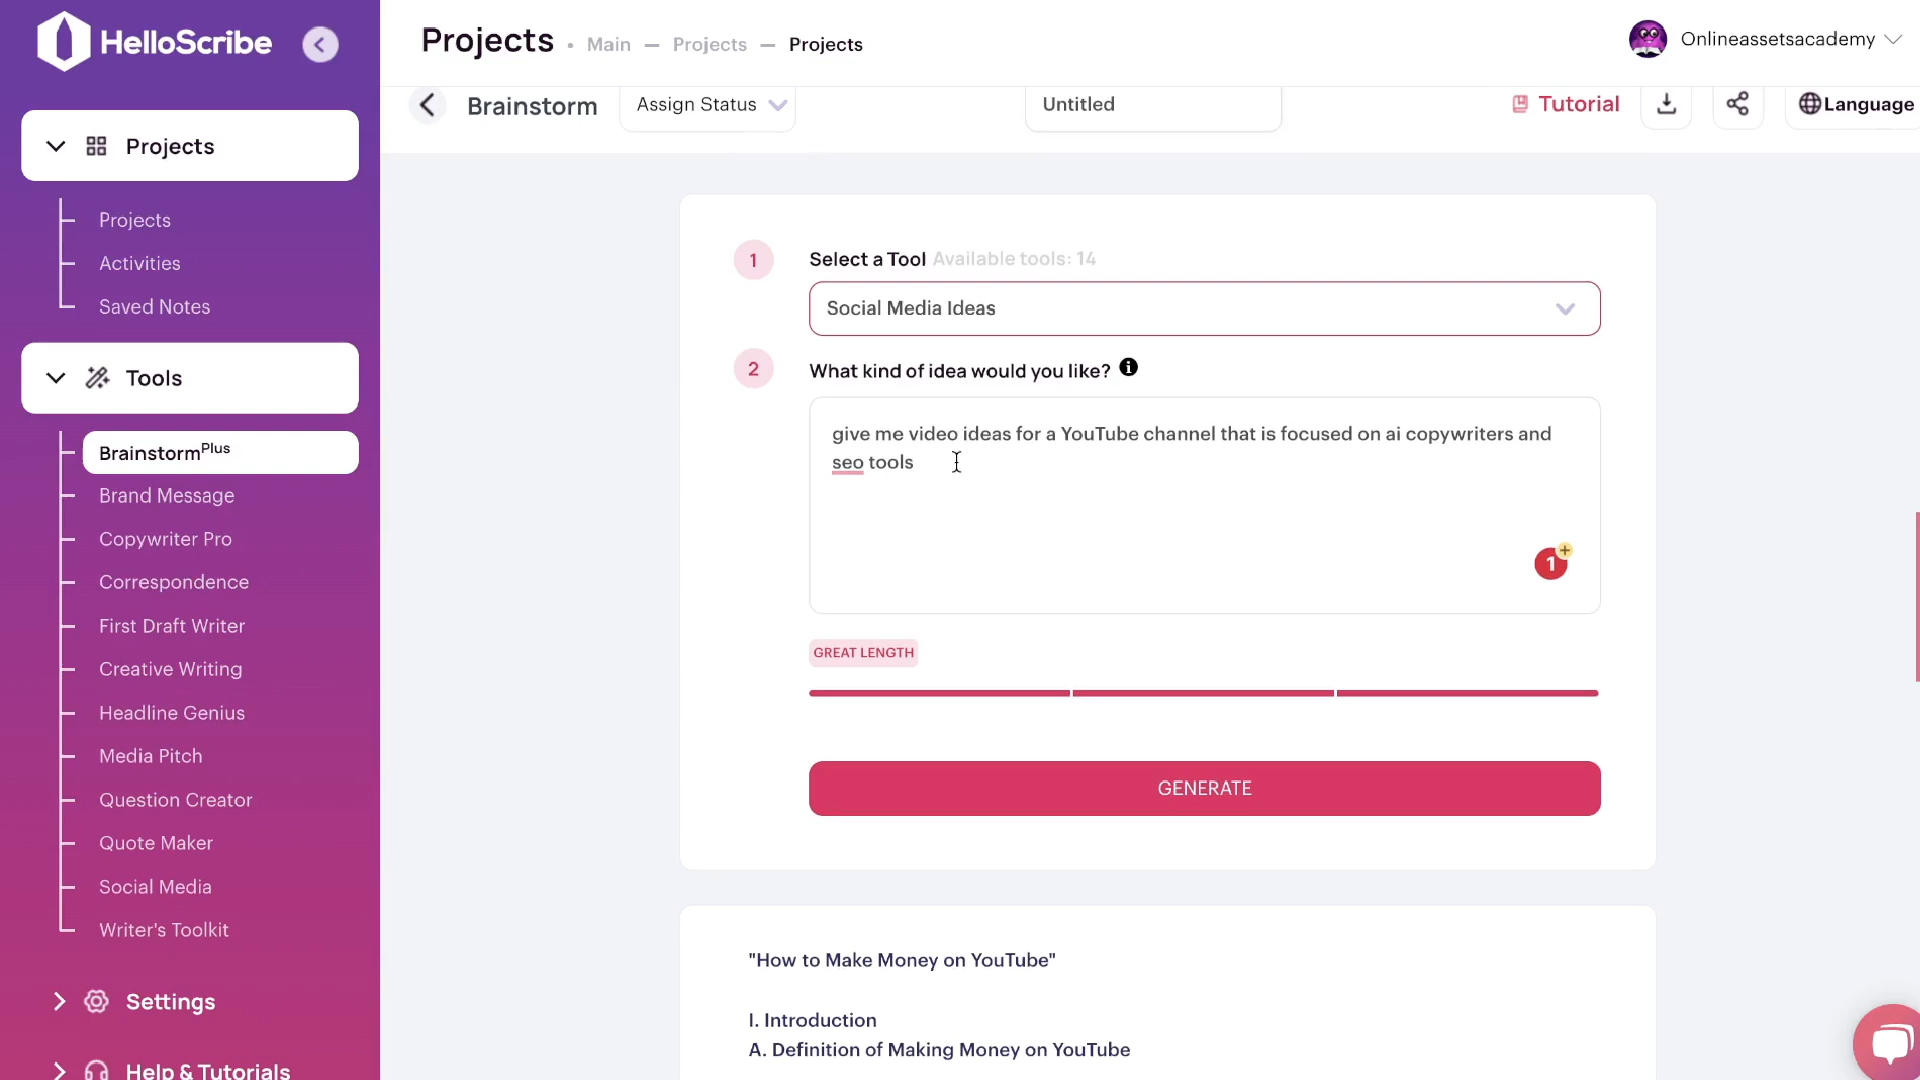 HelloScribe
Projects
Projects
Activities
Saved Notes
Tools
BrainstormPlus
Brand Message
Copywriter Pro
Correspondence
First Draft Writer
Creative Writing
Headline Genius
Media Pitch
Question Creator
Quote Maker
Social Media
Writer's Toolkit
Settings
Help & Tutorials
Projects • Main — Projects — Projects
Onlineassetsacademy
Brainstorm
Assign Status
Untitled
Tutorial
Language
1
Select a Tool Available tools: 14
Social Media Ideas
2
What kind of idea would you like?
give me video ideas for a YouTube channel that is focused on ai copywriters and
seo tools
1
GREAT LENGTH
GENERATE
"How to Make Money on YouTube"
I. Introduction
A. Definition of Making Money on YouTube